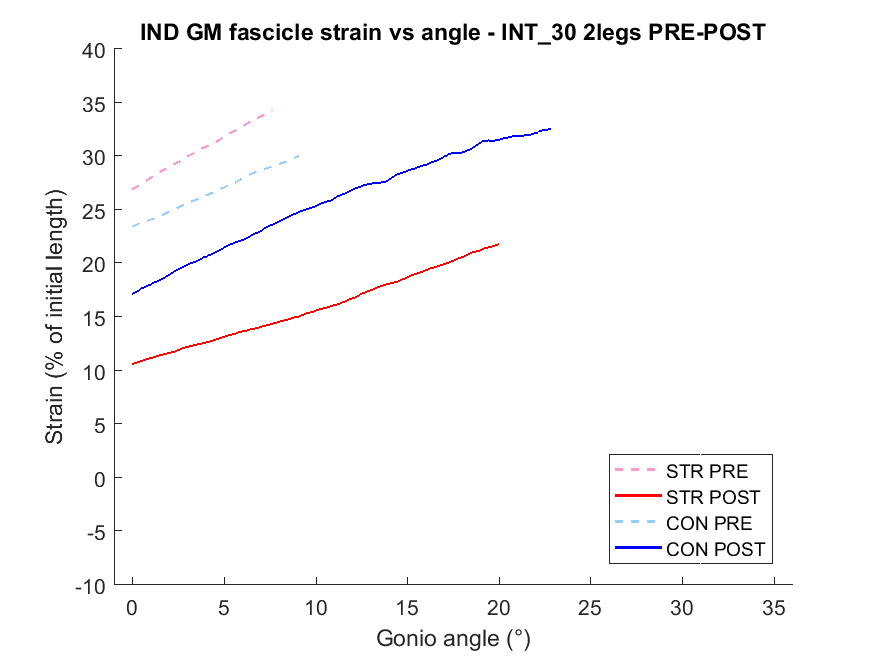 IND GM fascicle strain vs angle - INT_30 2legs PRE-POST
Strain (% of initial length)
40
35
30
25
20
15
10
5
0
-5
-10
0 5 10 15 20 25 30 35
Gonio angle (°)
STR PRE
STR POST
CON PRE
CON POST